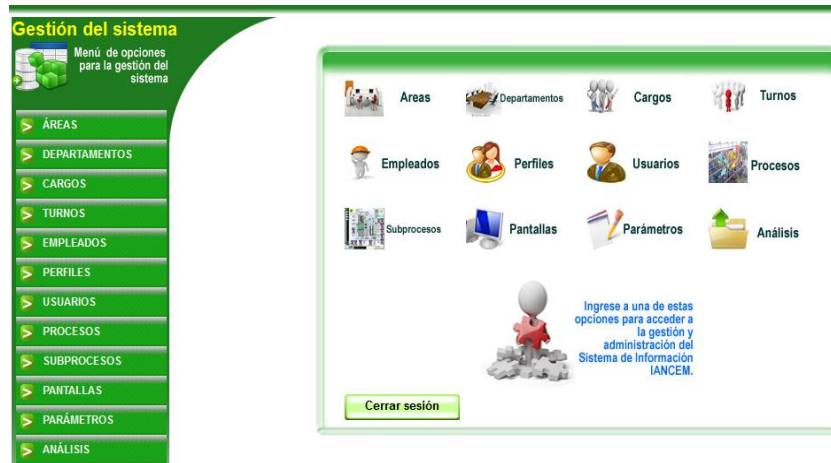 Gestión del sistema
Menú de opciones
para la gestión del
sistema
ÁREAS
DEPARTAMENTOS
CARGOS
TURNOS
EMPLEADOS
PERFILES
USUARIOS
PROCESOS
SUBPROCESOS
PANTALLAS
PARÁMETROS
ANÁLISIS
Areas
Departamentos
Cargos
Turnos
Empleados
Perfiles
Usuarios
Procesos
Subprocesos
Pantallas
Parámetros
Análisis
Ingrese a una de estas
opciones para acceder a
la gestión y
administración del
Sistema de Información
IANCEM.
Cerrar sesión